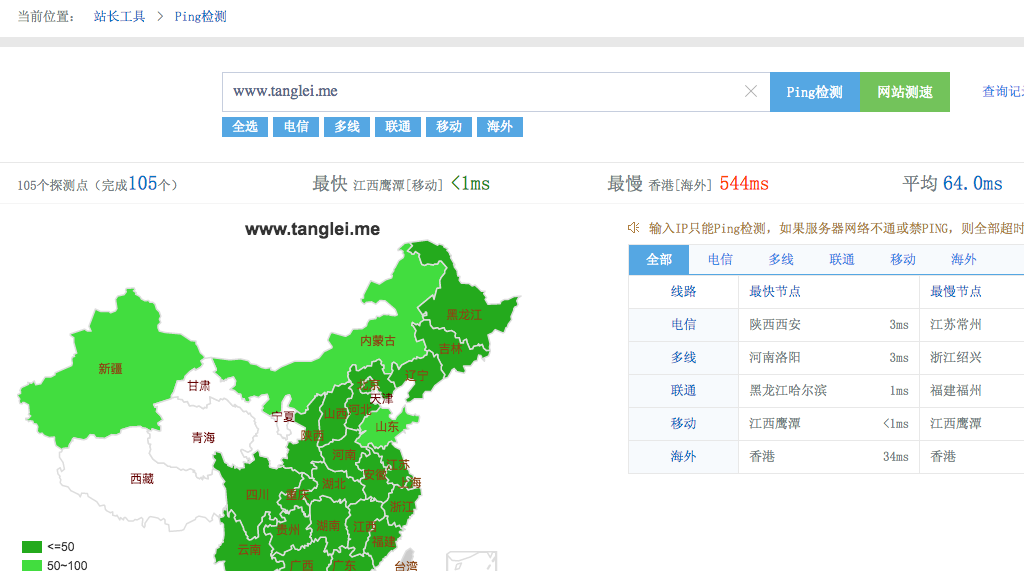 当前位置： 站长工具 > Ping检测
www.tanglei.me Ping检测 网站测速 查询记录
全选 电信 多线 联通 移动 海外
105个探测点（完成105个） 最快 江西鹰潭[移动] <1ms 最慢 香港[海外] 544ms 平均 64.0ms
www.tanglei.me
输入IP只能Ping检测，如果服务器网络不通或禁PING，则全部超时
全部 电信 多线 联通 移动 海外
线路 最快节点 最慢节点
电信 陕西西安 3ms 江苏常州
多线 河南洛阳 3ms 浙江绍兴
联通 黑龙江哈尔滨 1ms 福建福州
移动 江西鹰潭 <1ms 江西鹰潭
海外 香港 34ms 香港
黑龙江
内蒙古
吉林
新疆
辽宁
甘肃
北京
天津
宁夏
山西
河北
山东
陕西
青海
河南
江苏
西藏
安徽
湖北
上海
四川
重庆
浙江
贵州
湖南
江西
福建
云南
广西
广东
台湾
<=50
50~100